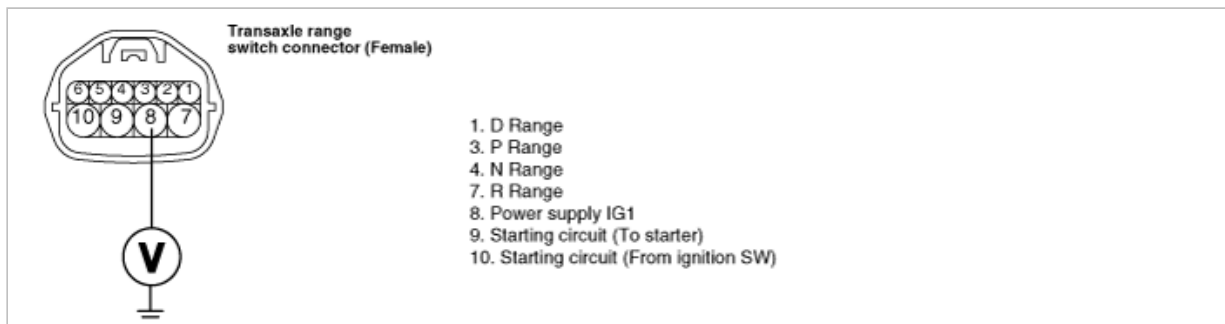 Transaxle range
switch connector (Female)
6 5 4 3 2 1
10 9 8 7
1. D Range
3. P Range
4. N Range
7. R Range
8. Power supply IG1
9. Starting circuit (To starter)
10. Starting circuit (From ignition SW)
V